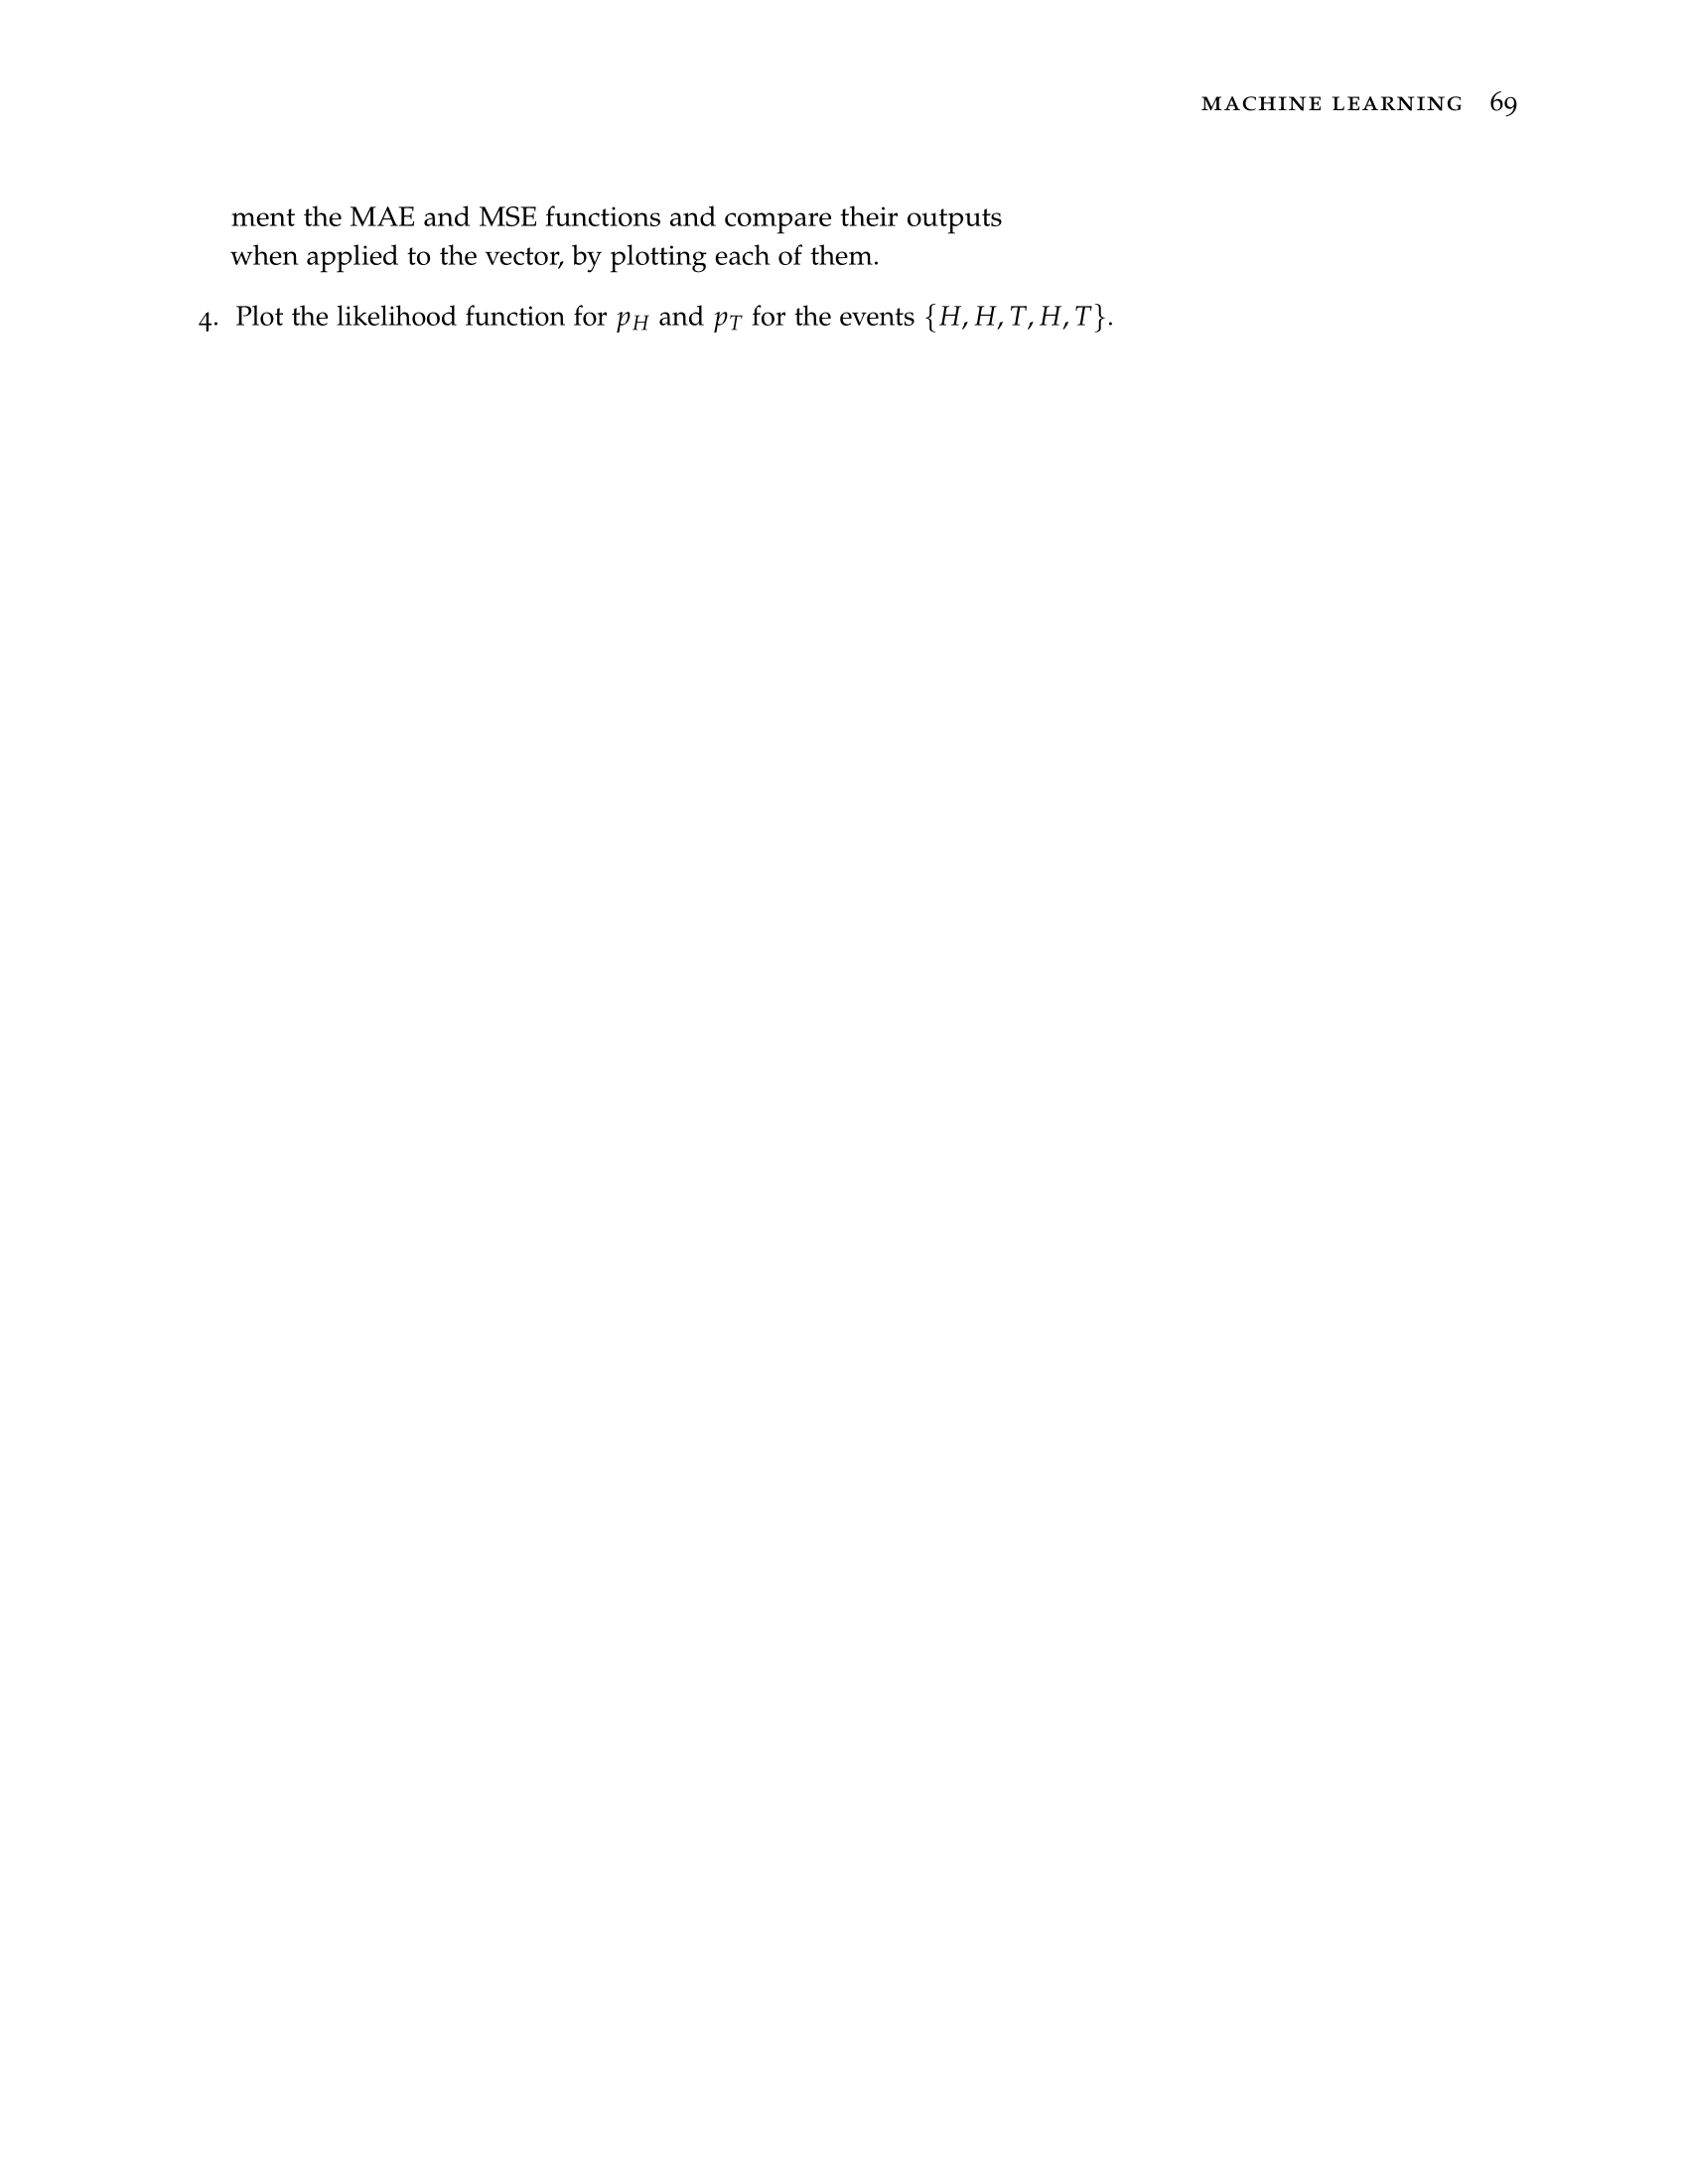 MACHINE LEARNING 69
ment the MAE and MSE functions and compare their outputs
when applied to the vector, by plotting each of them.
4. Plot the likelihood function for p_H and p_T for the events {H, H, T, H, T}.